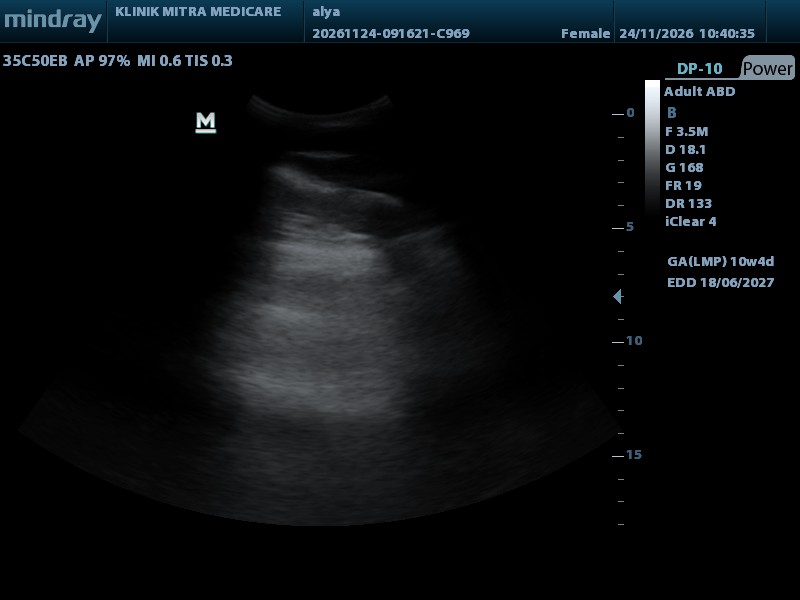 mindray
KLINIK MITRA MEDICARE
alya
20261124-091621-C969
Female
24/11/2026 10:40:35
35C50EB AP 97% MI 0.6 TIS 0.3
DP-10
Power
M
Adult ABD
B
F 3.5M
D 18.1
G 168
FR 19
DR 133
iClear 4
GA(LMP) 10w4d
EDD 18/06/2027
0
5
10
15